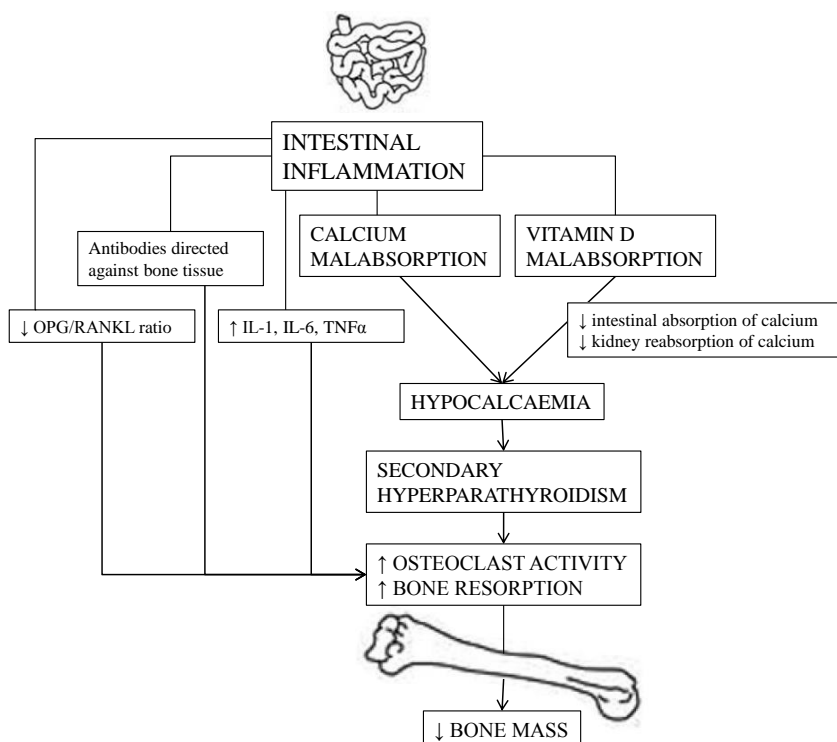 INTESTINAL
INFLAMMATION
Antibodies directed
against bone tissue
CALCIUM
MALABSORPTION
VITAMIN D
MALABSORPTION
↓ OPG/RANKL ratio
↑ IL-1, IL-6, TNFα
↓ intestinal absorption of calcium
↓ kidney reabsorption of calcium
HYPOCALCAEMIA
SECONDARY
HYPERPARATHYROIDISM
↑ OSTEOCLAST ACTIVITY
↑ BONE RESORPTION
↓ BONE MASS